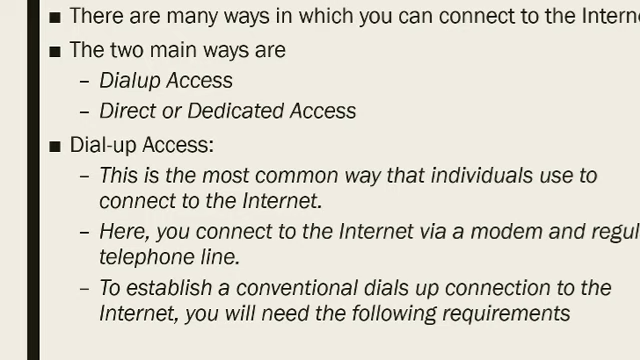 ■ There are many ways in which you can connect to the Intern
■ The two main ways are
– Dialup Access
– Direct or Dedicated Access
■ Dial-up Access:
– This is the most common way that individuals use to
connect to the Internet.
– Here, you connect to the Internet via a modem and regul
telephone line.
– To establish a conventional dials up connection to the
Internet, you will need the following requirements